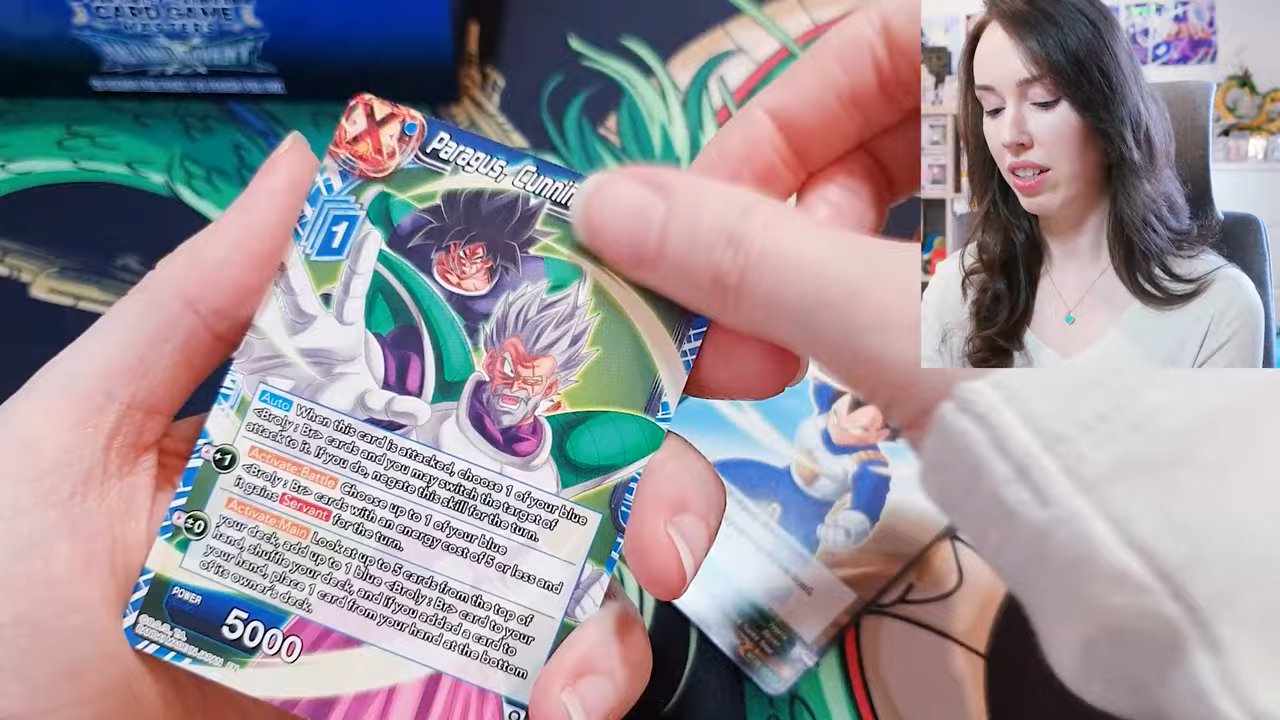 CARD GAME
MASTERS
X
Paragus, Cunnin
1
Auto When this card is attacked, choose 1 of your blue
<Broly : Br> cards and you may switch the target of
attack to it. If you do, negate this skill for the turn.
+1 Activate:Battle Choose up to 1 of your blue
<Broly : Br> cards with an energy cost of 5 or less and
it gains Servant for the turn.
±0 Activate:Main Look at up to 5 cards from the top of
your deck, add up to 1 blue <Broly : Br> card to your
hand, shuffle your deck, and if you added a card to
your hand, place 1 card from your hand at the bottom
of its owner's deck.
POWER
5000